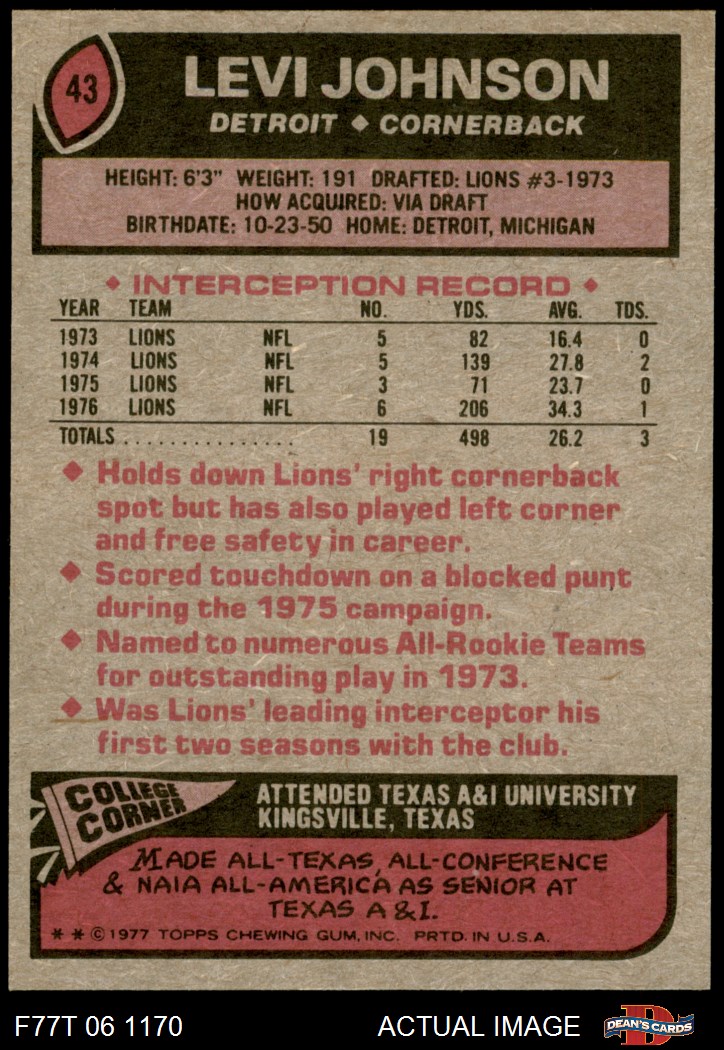 43
LEVI JOHNSON
DETROIT ◆ CORNERBACK
HEIGHT: 6'3" WEIGHT: 191 DRAFTED: LIONS #3-1973
HOW ACQUIRED: VIA DRAFT
BIRTHDATE: 10-23-50 HOME: DETROIT, MICHIGAN
◆ INTERCEPTION RECORD ◆
YEAR TEAM NO. YDS. AVG. TDS.
1973 LIONS NFL 5 82 16.4 0
1974 LIONS NFL 5 139 27.8 2
1975 LIONS NFL 3 71 23.7 0
1976 LIONS NFL 6 206 34.3 1
TOTALS . . . . . . . . . . . . . . . 19 498 26.2 3
◆ Holds down Lions' right cornerback
spot but has also played left corner
and free safety in career.
◆ Scored touchdown on a blocked punt
during the 1975 campaign.
◆ Named to numerous All-Rookie Teams
for outstanding play in 1973.
◆ Was Lions' leading interceptor his
first two seasons with the club.
COLLEGE
CORNER
ATTENDED TEXAS A&I UNIVERSITY
KINGSVILLE, TEXAS
MADE ALL-TEXAS, ALL-CONFERENCE
& NAIA ALL-AMERICA AS SENIOR AT
TEXAS A & I.
* * © 1977 TOPPS CHEWING GUM, INC. PRTD. IN U.S.A.
F77T 06 1170 ACTUAL IMAGE
D
DEAN'S CARDS